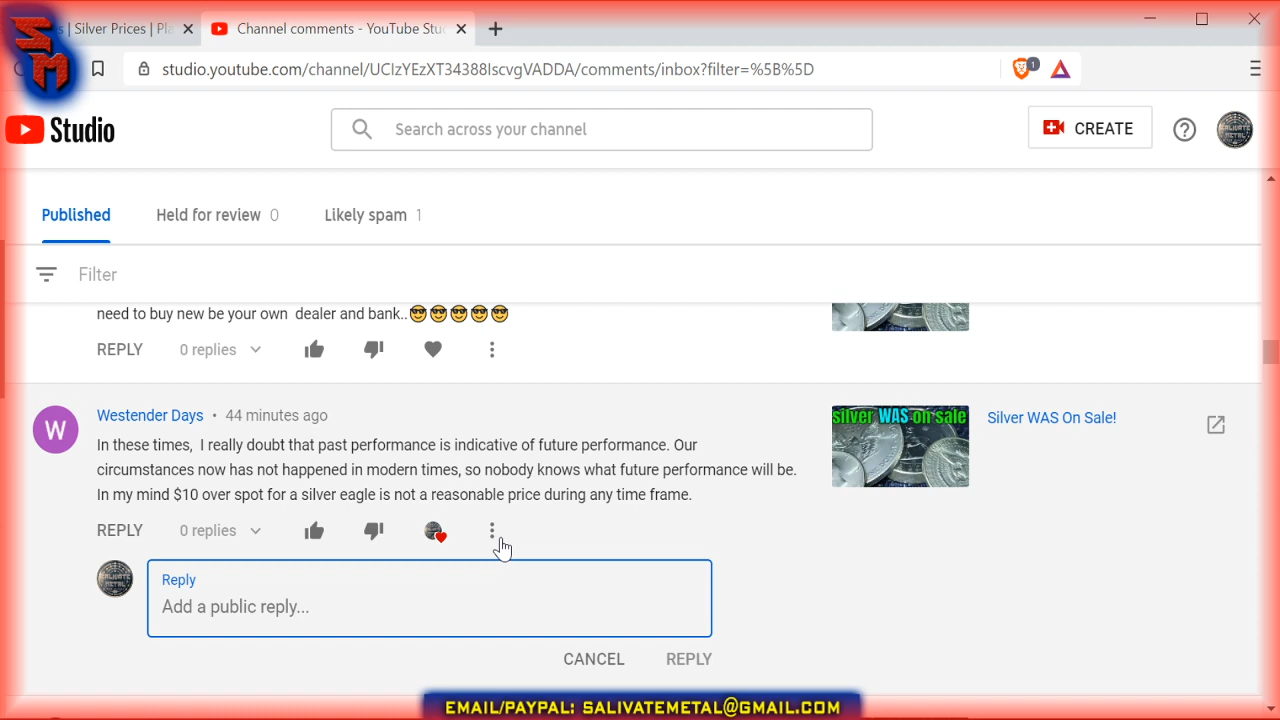 s | Silver Prices | Pla
Channel comments - YouTube Stu
SM
studio.youtube.com/channel/UCIzYEzXT34388IscvgVADDA/comments/inbox?filter=%5B%5D
1
Studio
Search across your channel
CREATE
Published
Held for review 0
Likely spam 1
Filter
need to buy new be your own dealer and bank..😎😎😎😎😎
REPLY
0 replies
W
Westender Days • 44 minutes ago
In these times, I really doubt that past performance is indicative of future performance. Our
circumstances now has not happened in modern times, so nobody knows what future performance will be.
In my mind $10 over spot for a silver eagle is not a reasonable price during any time frame.
silver WAS on sale
Silver WAS On Sale!
REPLY
0 replies
Reply
Add a public reply...
CANCEL
REPLY
EMAIL/PAYPAL: SALIVATEMETAL@GMAIL.COM